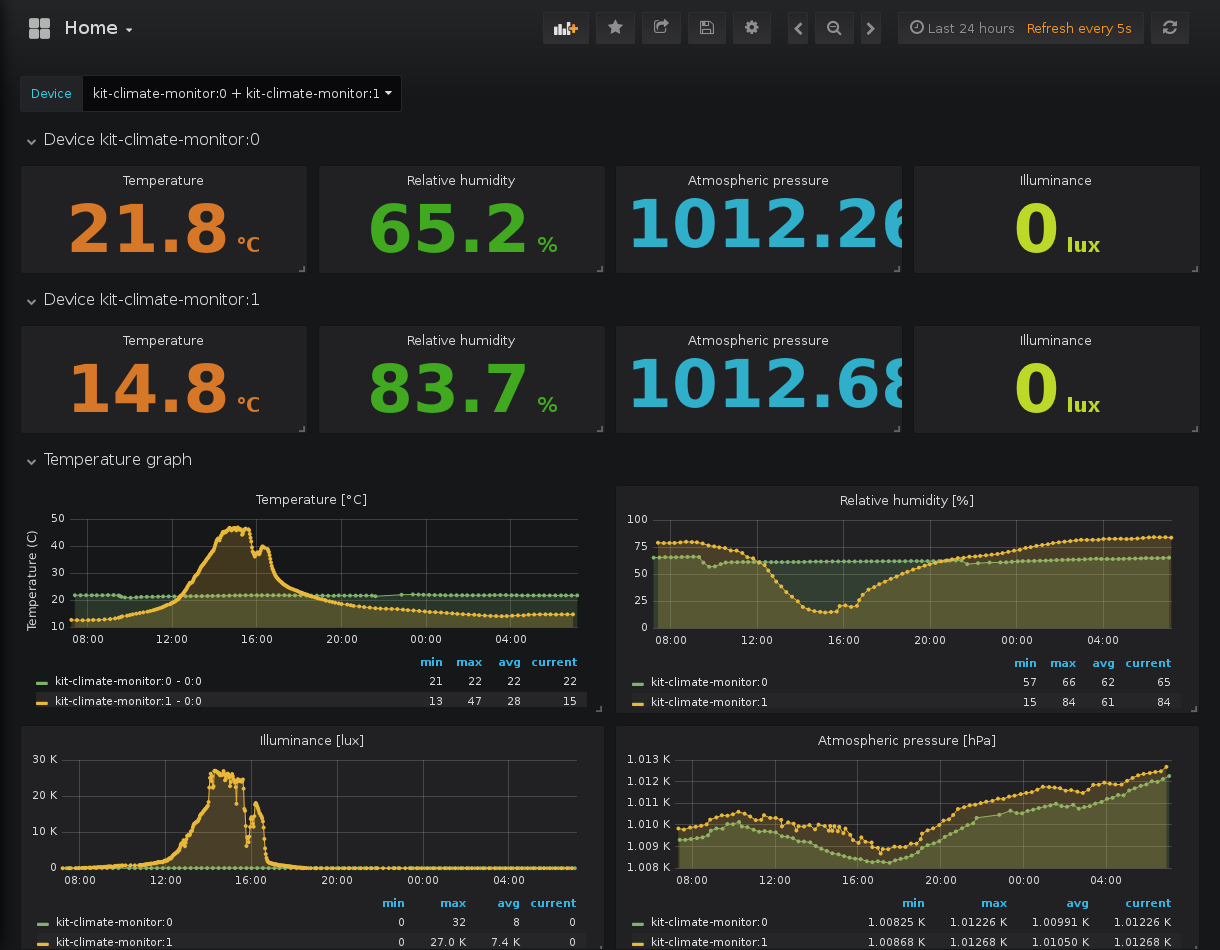 Home
Last 24 hours Refresh every 5s
Device kit-climate-monitor:0 + kit-climate-monitor:1
Device kit-climate-monitor:0
Temperature Relative humidity Atmospheric pressure Illuminance
21.8 °C 65.2 % 1012.26 0 lux
Device kit-climate-monitor:1
Temperature Relative humidity Atmospheric pressure Illuminance
14.8 °C 83.7 % 1012.68 0 lux
Temperature graph
Temperature [°C]
Temperature (C)
50
40
30
20
10
08:00 12:00 16:00 20:00 00:00 04:00
min max avg current
kit-climate-monitor:0 - 0:0 21 22 22 22
kit-climate-monitor:1 - 0:0 13 47 28 15
Relative humidity [%]
100
75
50
25
0
08:00 12:00 16:00 20:00 00:00 04:00
min max avg current
kit-climate-monitor:0 57 66 62 65
kit-climate-monitor:1 15 84 61 84
Illuminance [lux]
30 K
20 K
10 K
0
08:00 12:00 16:00 20:00 00:00 04:00
min max avg current
kit-climate-monitor:0 0 32 8 0
kit-climate-monitor:1 0 27.0 K 7.4 K 0
Atmospheric pressure [hPa]
1.013 K
1.012 K
1.011 K
1.010 K
1.009 K
1.008 K
08:00 12:00 16:00 20:00 00:00 04:00
min max avg current
kit-climate-monitor:0 1.00825 K 1.01226 K 1.00991 K 1.01226 K
kit-climate-monitor:1 1.00868 K 1.01268 K 1.01050 K 1.01268 K